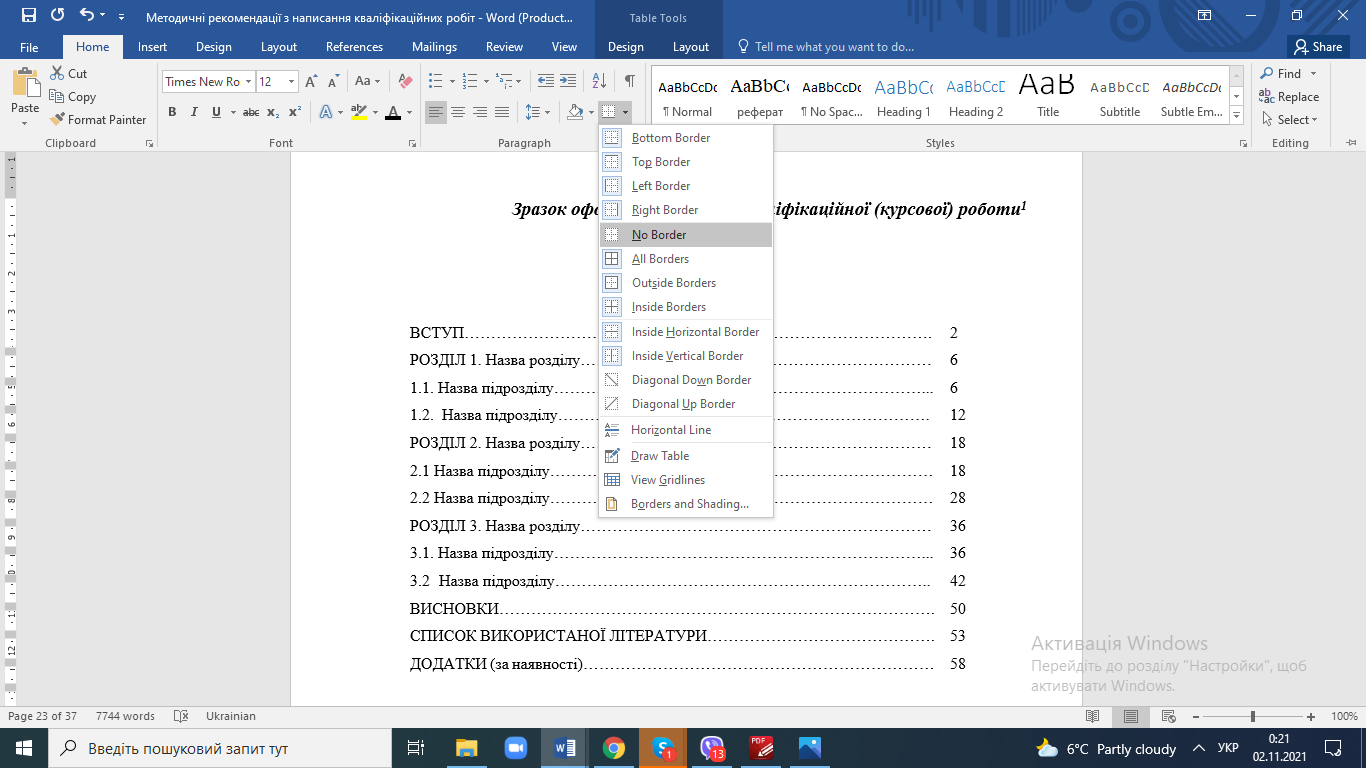 Методичні рекомендації з написання кваліфікаційних робіт - Word (Product...
Table Tools
File Home Insert Design Layout References Mailings Review View Design Layout Tell me what you want to do... Share
Paste
Cut
Copy
Format Painter
Clipboard
Times New Ro 12
Font
Paragraph
AaBbCcDc ¶ Normal
AaBbCc реферат
AaBbCcDc ¶ No Spac...
AaBbCc Heading 1
AaBbCcD Heading 2
AaB Title
AaBbCcD Subtitle
AaBbCcDc Subtle Em...
Styles
Find
Replace
Select
Editing
Bottom Border
Top Border
Left Border
Right Border
No Border
All Borders
Outside Borders
Inside Borders
Inside Horizontal Border
Inside Vertical Border
Diagonal Down Border
Diagonal Up Border
Horizontal Line
Draw Table
View Gridlines
Borders and Shading...
Зразок (курсової) роботи¹
ВСТУП……… 2
РОЗДІЛ 1. Назва розділу……… 6
1.1. Назва підрозділу……… 6
1.2. Назва підрозділу……… 12
РОЗДІЛ 2. Назва розділу……… 18
2.1 Назва підрозділу……… 18
2.2 Назва підрозділу……… 28
РОЗДІЛ 3. Назва розділу……… 36
3.1. Назва підрозділу……… 36
3.2 Назва підрозділу……… 42
ВИСНОВКИ……… 50
СПИСОК ВИКОРИСТАНОЇ ЛІТЕРАТУРИ……… 53
ДОДАТКИ (за наявності)……… 58
Активація Windows
Перейдіть до розділу "Настройки", щоб
активувати Windows.
Page 23 of 37 7744 words Ukrainian 100%
Введіть пошуковий запит тут
1
13
PDF
6°C Partly cloudy
УКР
0:21
02.11.2021